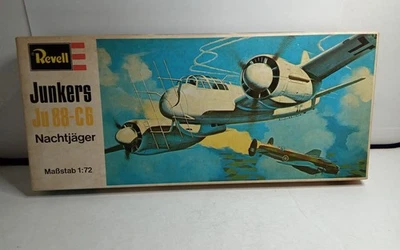 Revell
Junkers
Ju 88-C6
Nachtjäger
Maßstab 1:72